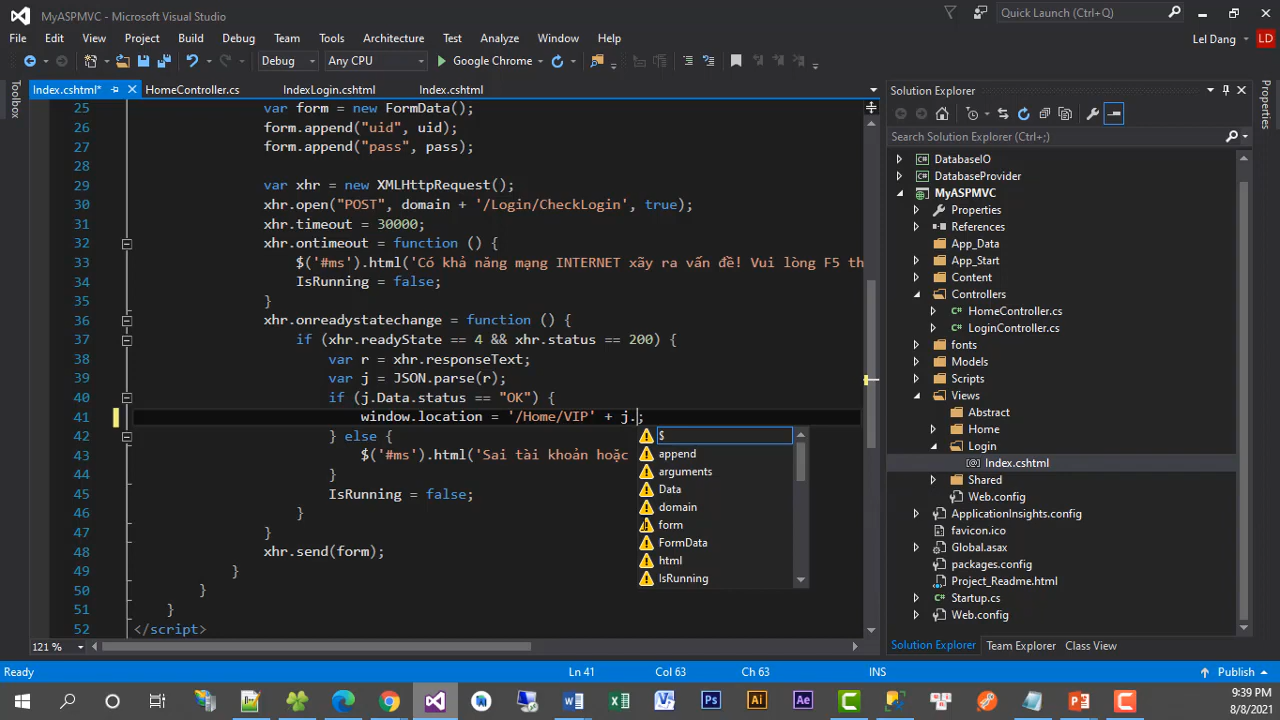 MyASPMVC - Microsoft Visual Studio
Quick Launch (Ctrl+Q)
File Edit View Project Build Debug Team Tools Architecture Test Analyze Window Help
Lel Dang LD
Debug Any CPU Google Chrome
Toolbox
Index.cshtml* HomeController.cs IndexLogin.cshtml Index.cshtml
25 var form = new FormData();
26 form.append("uid", uid);
27 form.append("pass", pass);
28
29 var xhr = new XMLHttpRequest();
30 xhr.open("POST", domain + '/Login/CheckLogin', true);
31 xhr.timeout = 30000;
32 xhr.ontimeout = function () {
33 $('#ms').html('Có khả năng mạng INTERNET xãy ra vấn đề! Vui lòng F5 th
34 IsRunning = false;
35 }
36 xhr.onreadystatechange = function () {
37 if (xhr.readyState == 4 && xhr.status == 200) {
38 var r = xhr.responseText;
39 var j = JSON.parse(r);
40 if (j.Data.status == "OK") {
41 window.location = '/Home/VIP' + j.;
42 } else {
43 $('#ms').html('Sai tài khoản hoặc
44 }
45 IsRunning = false;
46 }
47 }
48 xhr.send(form);
49 }
50 }
51 }
52 </script>
$
append
arguments
Data
domain
form
FormData
html
IsRunning
121 %
Solution Explorer
Search Solution Explorer (Ctrl+;)
DatabaseIO
DatabaseProvider
MyASPMVC
Properties
References
App_Data
App_Start
Content
Controllers
HomeController.cs
LoginController.cs
fonts
Models
Scripts
Views
Abstract
Home
Login
Index.cshtml
Shared
Web.config
ApplicationInsights.config
favicon.ico
Global.asax
packages.config
Project_Readme.html
Startup.cs
Web.config
Solution Explorer Team Explorer Class View
Properties
Ready Ln 41 Col 63 Ch 63 INS Publish
Ps Ai Ae
9:39 PM
8/8/2021